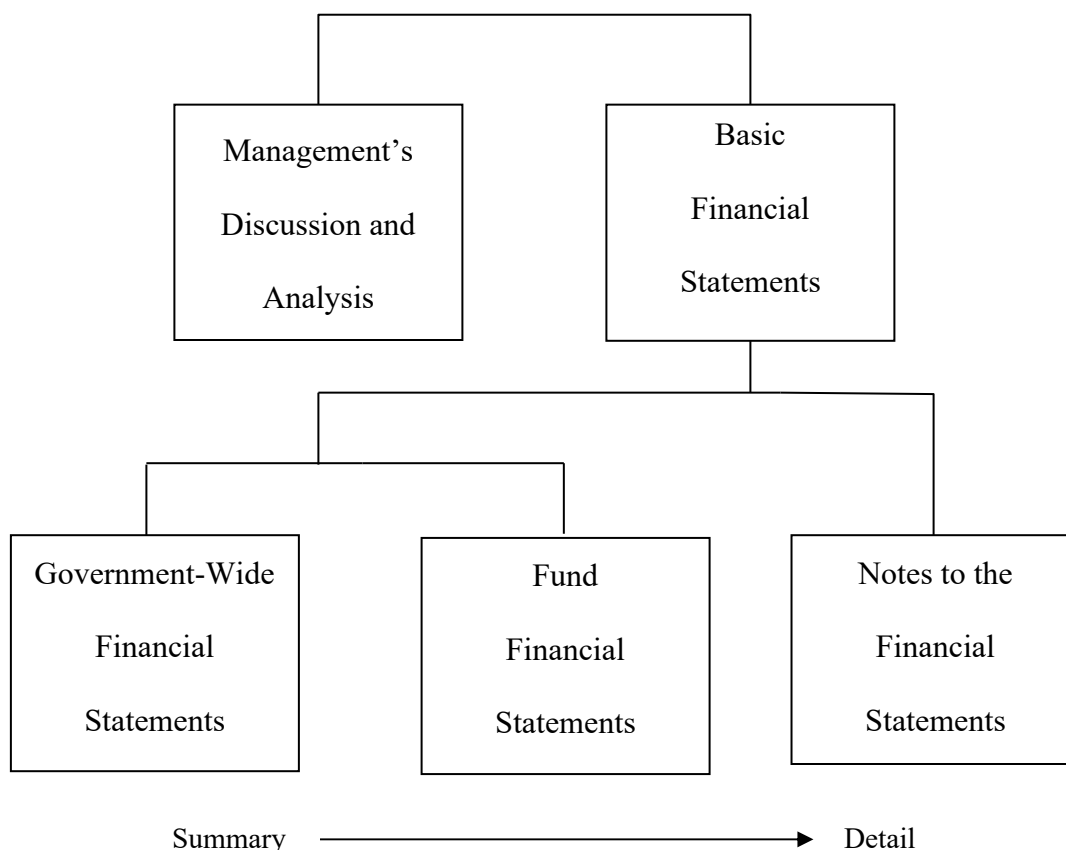 Management’s
Discussion and
Analysis
Basic
Financial
Statements
Government-Wide
Financial
Statements
Fund
Financial
Statements
Notes to the
Financial
Statements
Summary
Detail